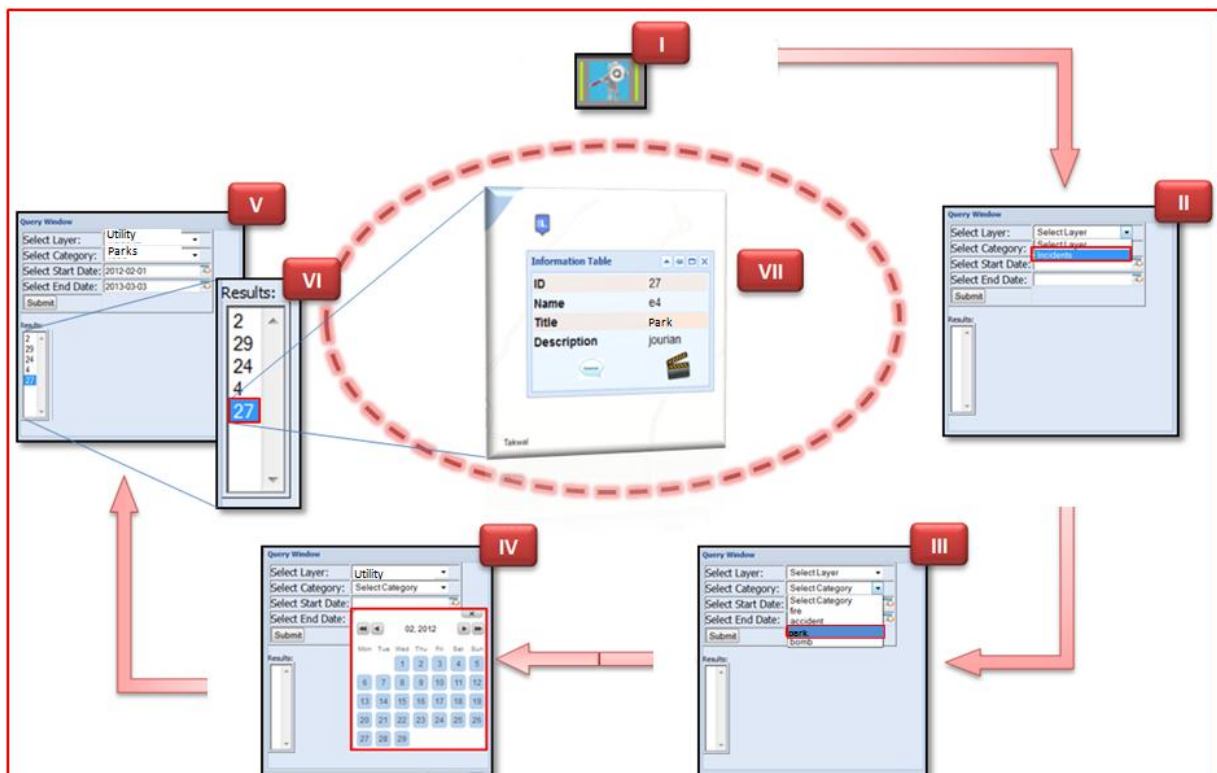 I
II
Query Window
Select Layer: Select Layer
Select Layer
Select Category: Incidents
Select Start Date:
Select End Date:
Submit
Results:
III
Query Window
Select Layer: Select Layer
Select Category: Select Category
Select Category
Select Start Date: fire
accident
Select End Date: park
Submit bomb
Results:
IV
Query Window
Select Layer: Utility
Select Category: Select Category
Select Start Date:
Select End Date:
Submit
Results:
02, 2012
Mon Tue Wed Thu Fri Sat Sun
1 2 3 4 5
6 7 8 9 10 11 12
13 14 15 16 17 18 19
20 21 22 23 24 25 26
27 28 29
V
Query Window
Select Layer: Utility
Select Category: Parks
Select Start Date: 2012-02-01
Select End Date: 2013-03-03
Submit
Results:
2
29
24
4
27
VI
Results:
2
29
24
4
27
VII
Information Table
ID 27
Name e4
Title Park
Description jourian
Takwal